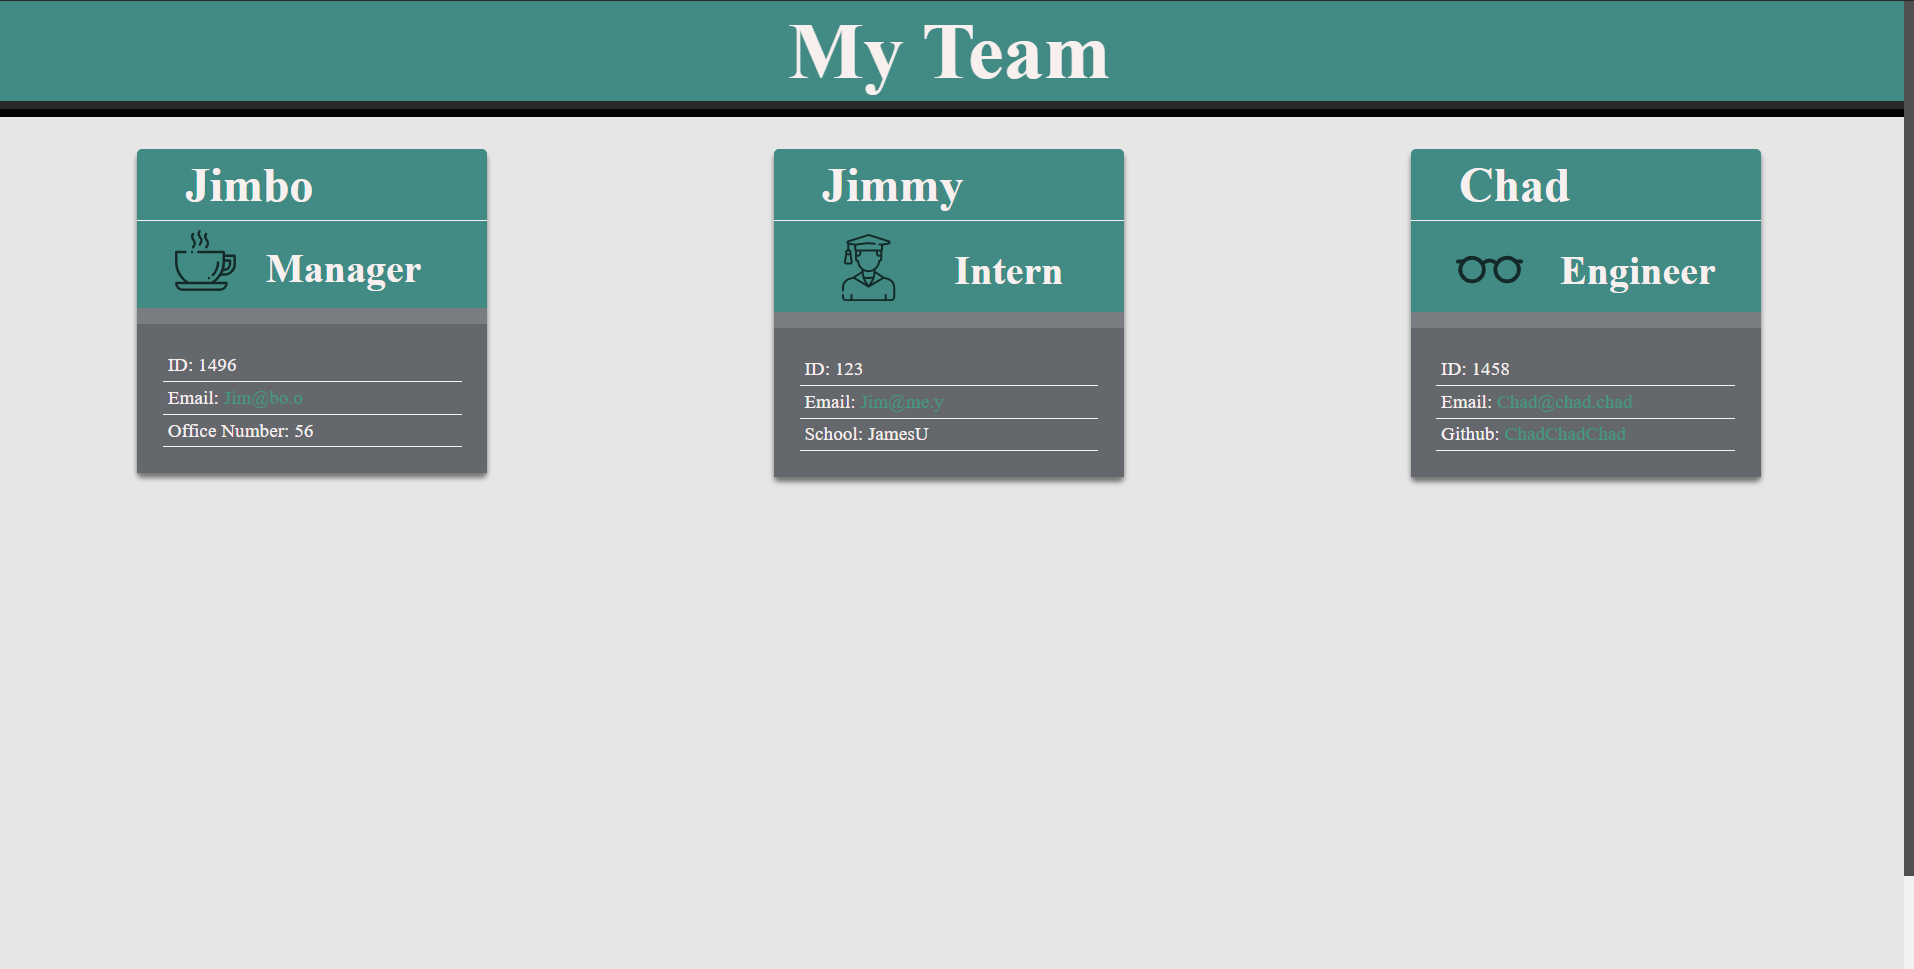 My Team
Jimbo
Manager
ID: 1496
Email: Jim@bo.o
Office Number: 56
Jimmy
Intern
ID: 123
Email: Jim@me.y
School: JamesU
Chad
Engineer
ID: 1458
Email: Chad@chad.chad
Github: ChadChadChad